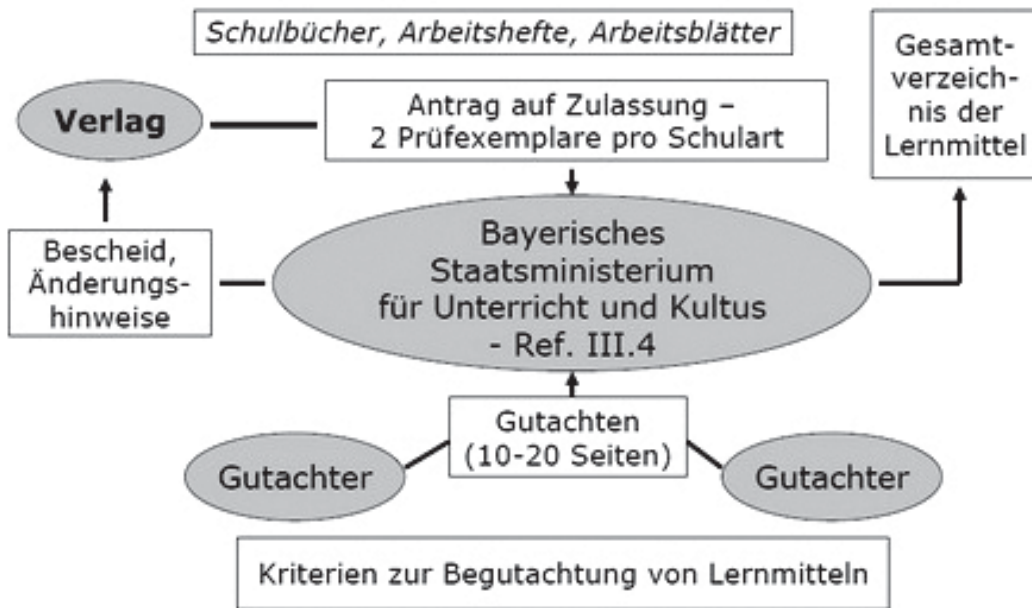 Schulbücher, Arbeitshefte, Arbeitsblätter
Gesamt-
verzeich-
nis der
Lernmittel
Verlag
Antrag auf Zulassung –
2 Prüfexemplare pro Schulart
Bescheid,
Änderungs-
hinweise
Bayerisches
Staatsministerium
für Unterricht und Kultus
- Ref. III.4
Gutachten
(10-20 Seiten)
Gutachter
Gutachter
Kriterien zur Begutachtung von Lernmitteln